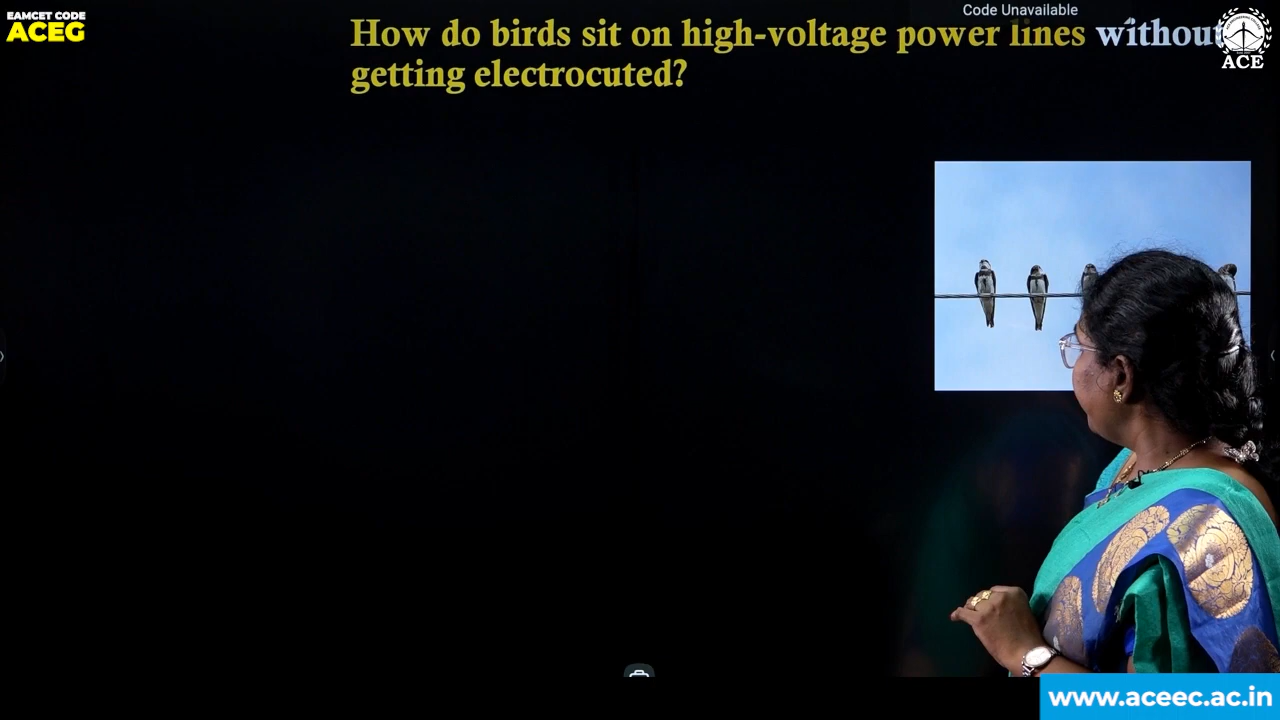 EAMCET CODE
ACEG
Code Unavailable
How do birds sit on high-voltage power lines without
getting electrocuted?
ACE
www.aceec.ac.in